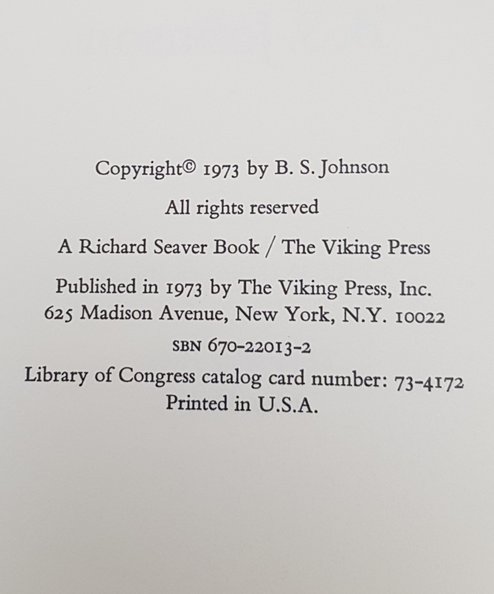 Copyright© 1973 by B. S. Johnson
All rights reserved
A Richard Seaver Book / The Viking Press
Published in 1973 by The Viking Press, Inc.
625 Madison Avenue, New York, N.Y. 10022
SBN 670-22013-2
Library of Congress catalog card number: 73-4172
Printed in U.S.A.